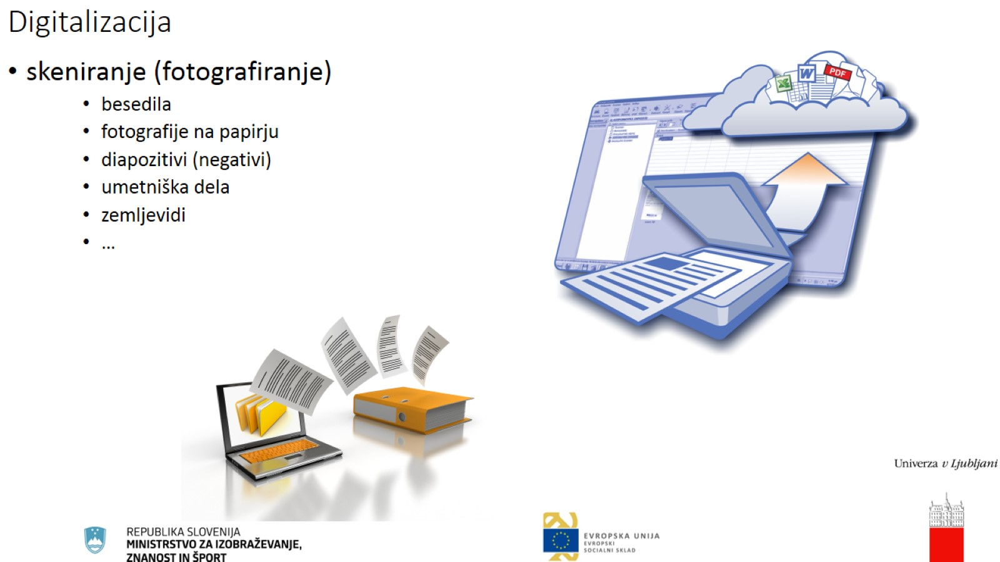 Digitalizacija
• skeniranje (fotografiranje)
• besedila
• fotografije na papirju
• diapozitivi (negativi)
• umetniška dela
• zemljevidi
• ...
W
PDF
Univerza v Ljubljani
REPUBLIKA SLOVENIJA
MINISTRSTVO ZA IZOBRAŽEVANJE,
ZNANOST IN ŠPORT
EVROPSKA UNIJA
EVROPSKI
SOCIALNI SKLAD